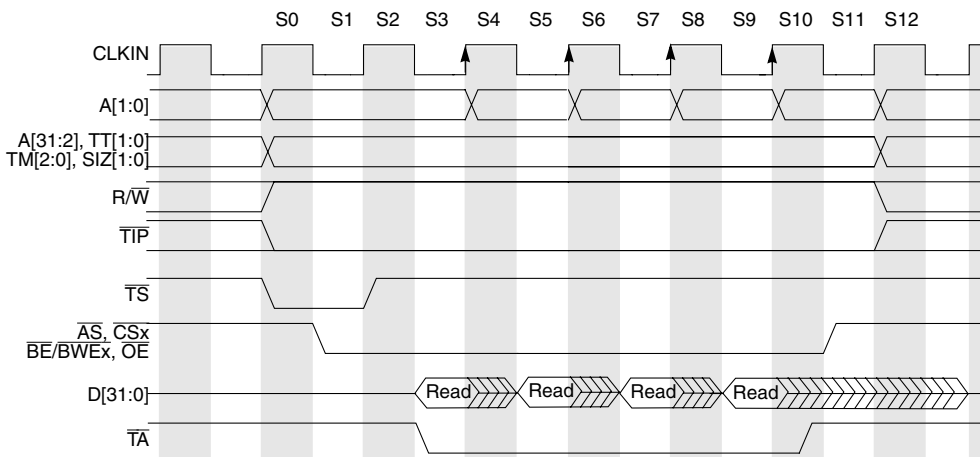 S0 S1 S2 S3 S4 S5 S6 S7 S8 S9 S10 S11 S12
CLKIN
A[1:0]
A[31:2], TT[1:0]
TM[2:0], SIZ[1:0]
R/W
TIP
TS
AS, CSx
BE/BWEx, OE
D[31:0] Read Read Read Read
TA